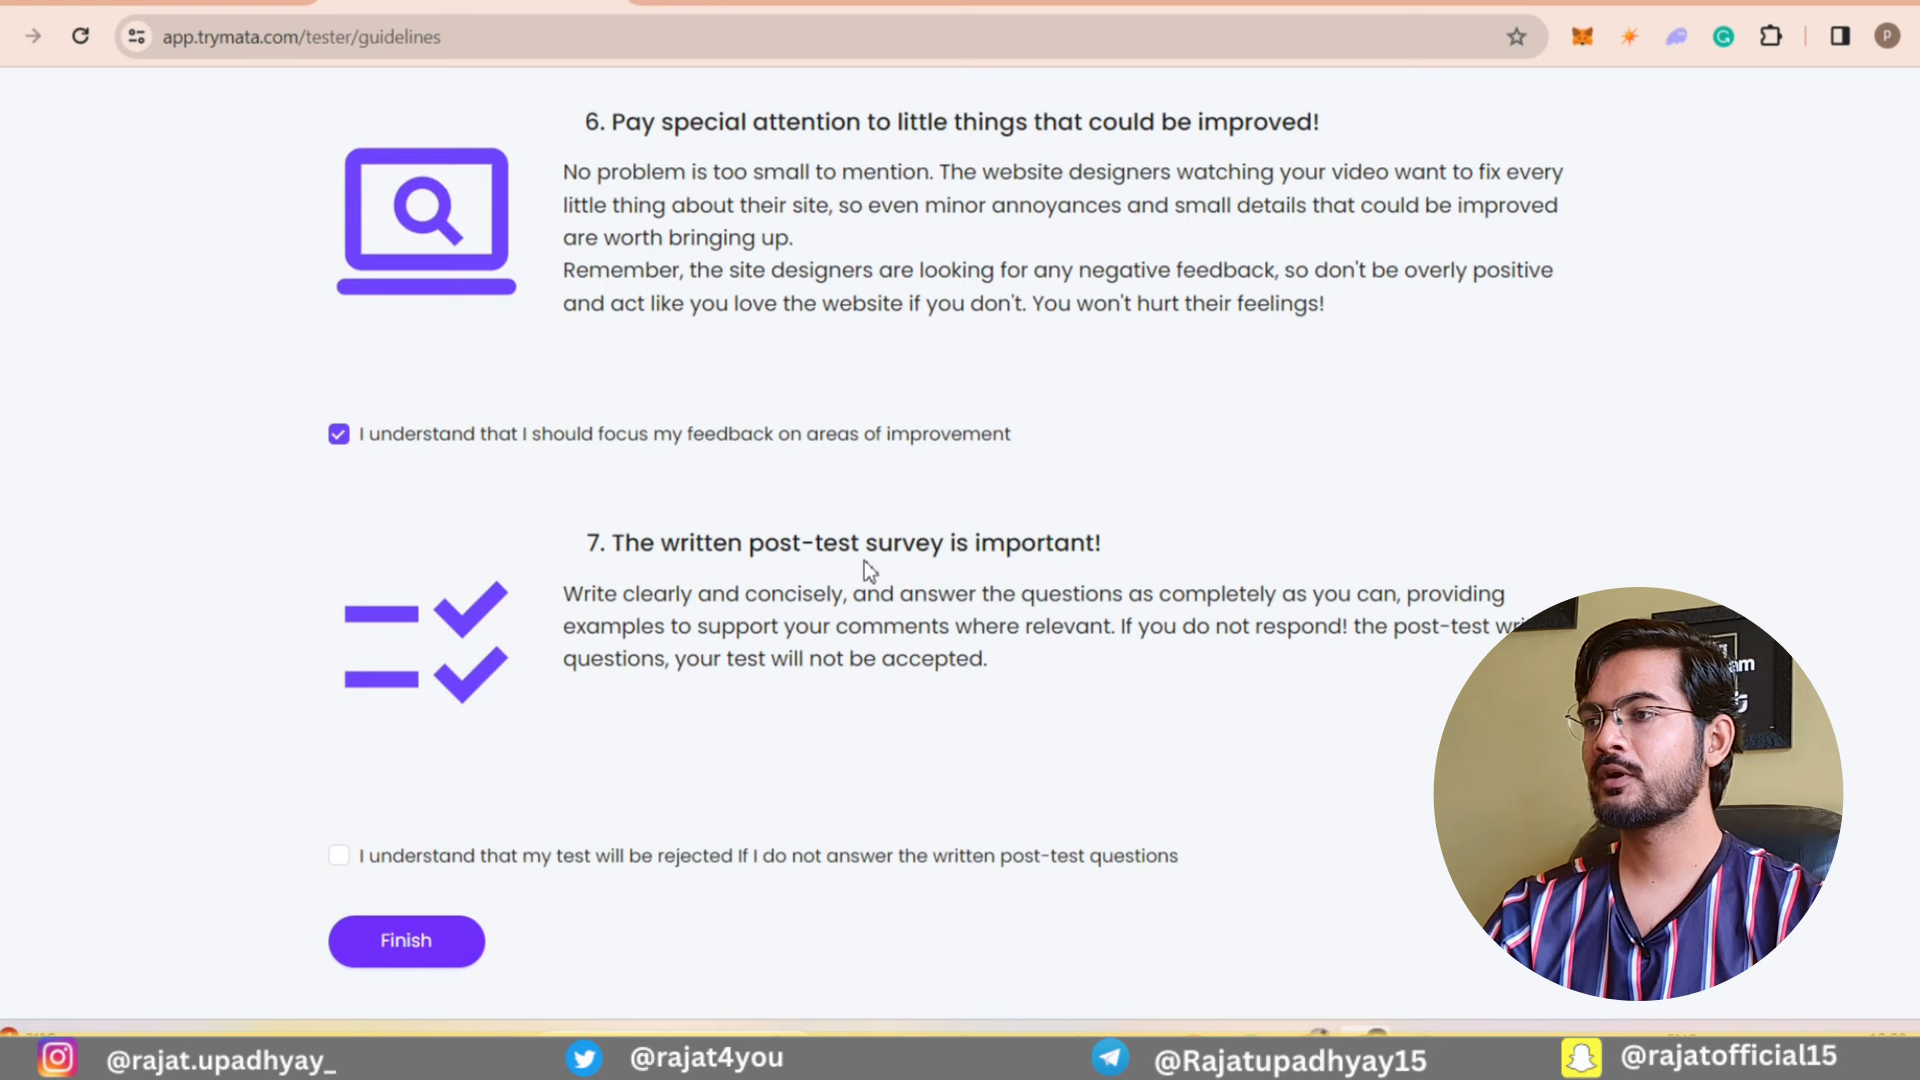 app.trymata.com/tester/guidelines
P
6. Pay special attention to little things that could be improved!
No problem is too small to mention. The website designers watching your video want to fix every
little thing about their site, so even minor annoyances and small details that could be improved
are worth bringing up.
Remember, the site designers are looking for any negative feedback, so don't be overly positive
and act like you love the website if you don't. You won't hurt their feelings!
I understand that I should focus my feedback on areas of improvement
7. The written post-test survey is important!
Write clearly and concisely, and answer the questions as completely as you can, providing
examples to support your comments where relevant. If you do not respond! the post-test
questions, your test will not be accepted.
I understand that my test will be rejected If I do not answer the written post-test questions
Finish
@rajat.upadhyay_
@rajat4you
@Rajatupadhyay15
@rajatofficial15